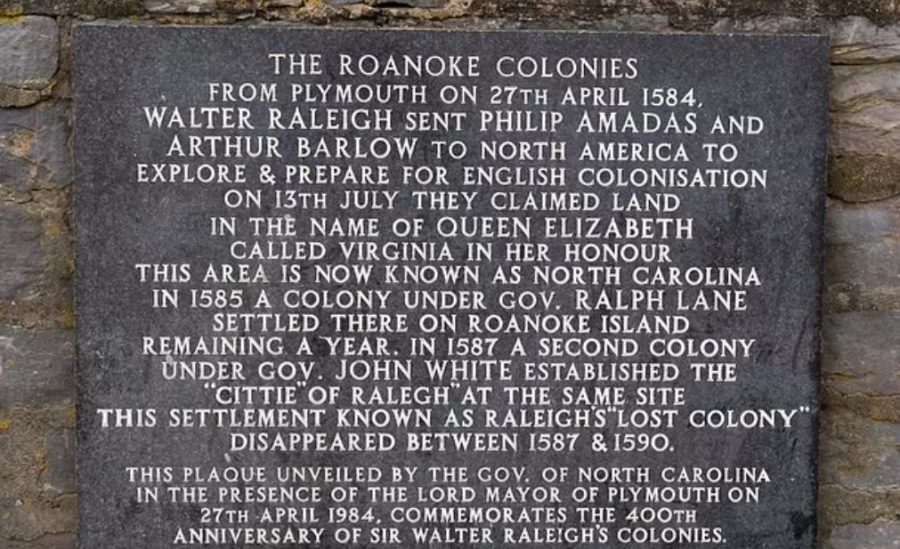 THE ROANOKE COLONIES
FROM PLYMOUTH ON 27TH APRIL 1584,
WALTER RALEIGH SENT PHILIP AMADAS AND
ARTHUR BARLOW TO NORTH AMERICA TO
EXPLORE & PREPARE FOR ENGLISH COLONISATION
ON 13TH JULY THEY CLAIMED LAND
IN THE NAME OF QUEEN ELIZABETH
CALLED VIRGINIA IN HER HONOUR
THIS AREA IS NOW KNOWN AS NORTH CAROLINA
IN 1585 A COLONY UNDER GOV. RALPH LANE
SETTLED THERE ON ROANOKE ISLAND
REMAINING A YEAR. IN 1587 A SECOND COLONY
UNDER GOV. JOHN WHITE ESTABLISHED THE
"CITTIE" OF RALEGH" AT THE SAME SITE
THIS SETTLEMENT KNOWN AS RALEIGH'S "LOST COLONY"
DISAPPEARED BETWEEN 1587 & 1590.
THIS PLAQUE UNVEILED BY THE GOV. OF NORTH CAROLINA
IN THE PRESENCE OF THE LORD MAYOR OF PLYMOUTH ON
27TH APRIL 1984, COMMEMORATES THE 400TH
ANNIVERSARY OF SIR WALTER RALEIGH'S COLONIES.